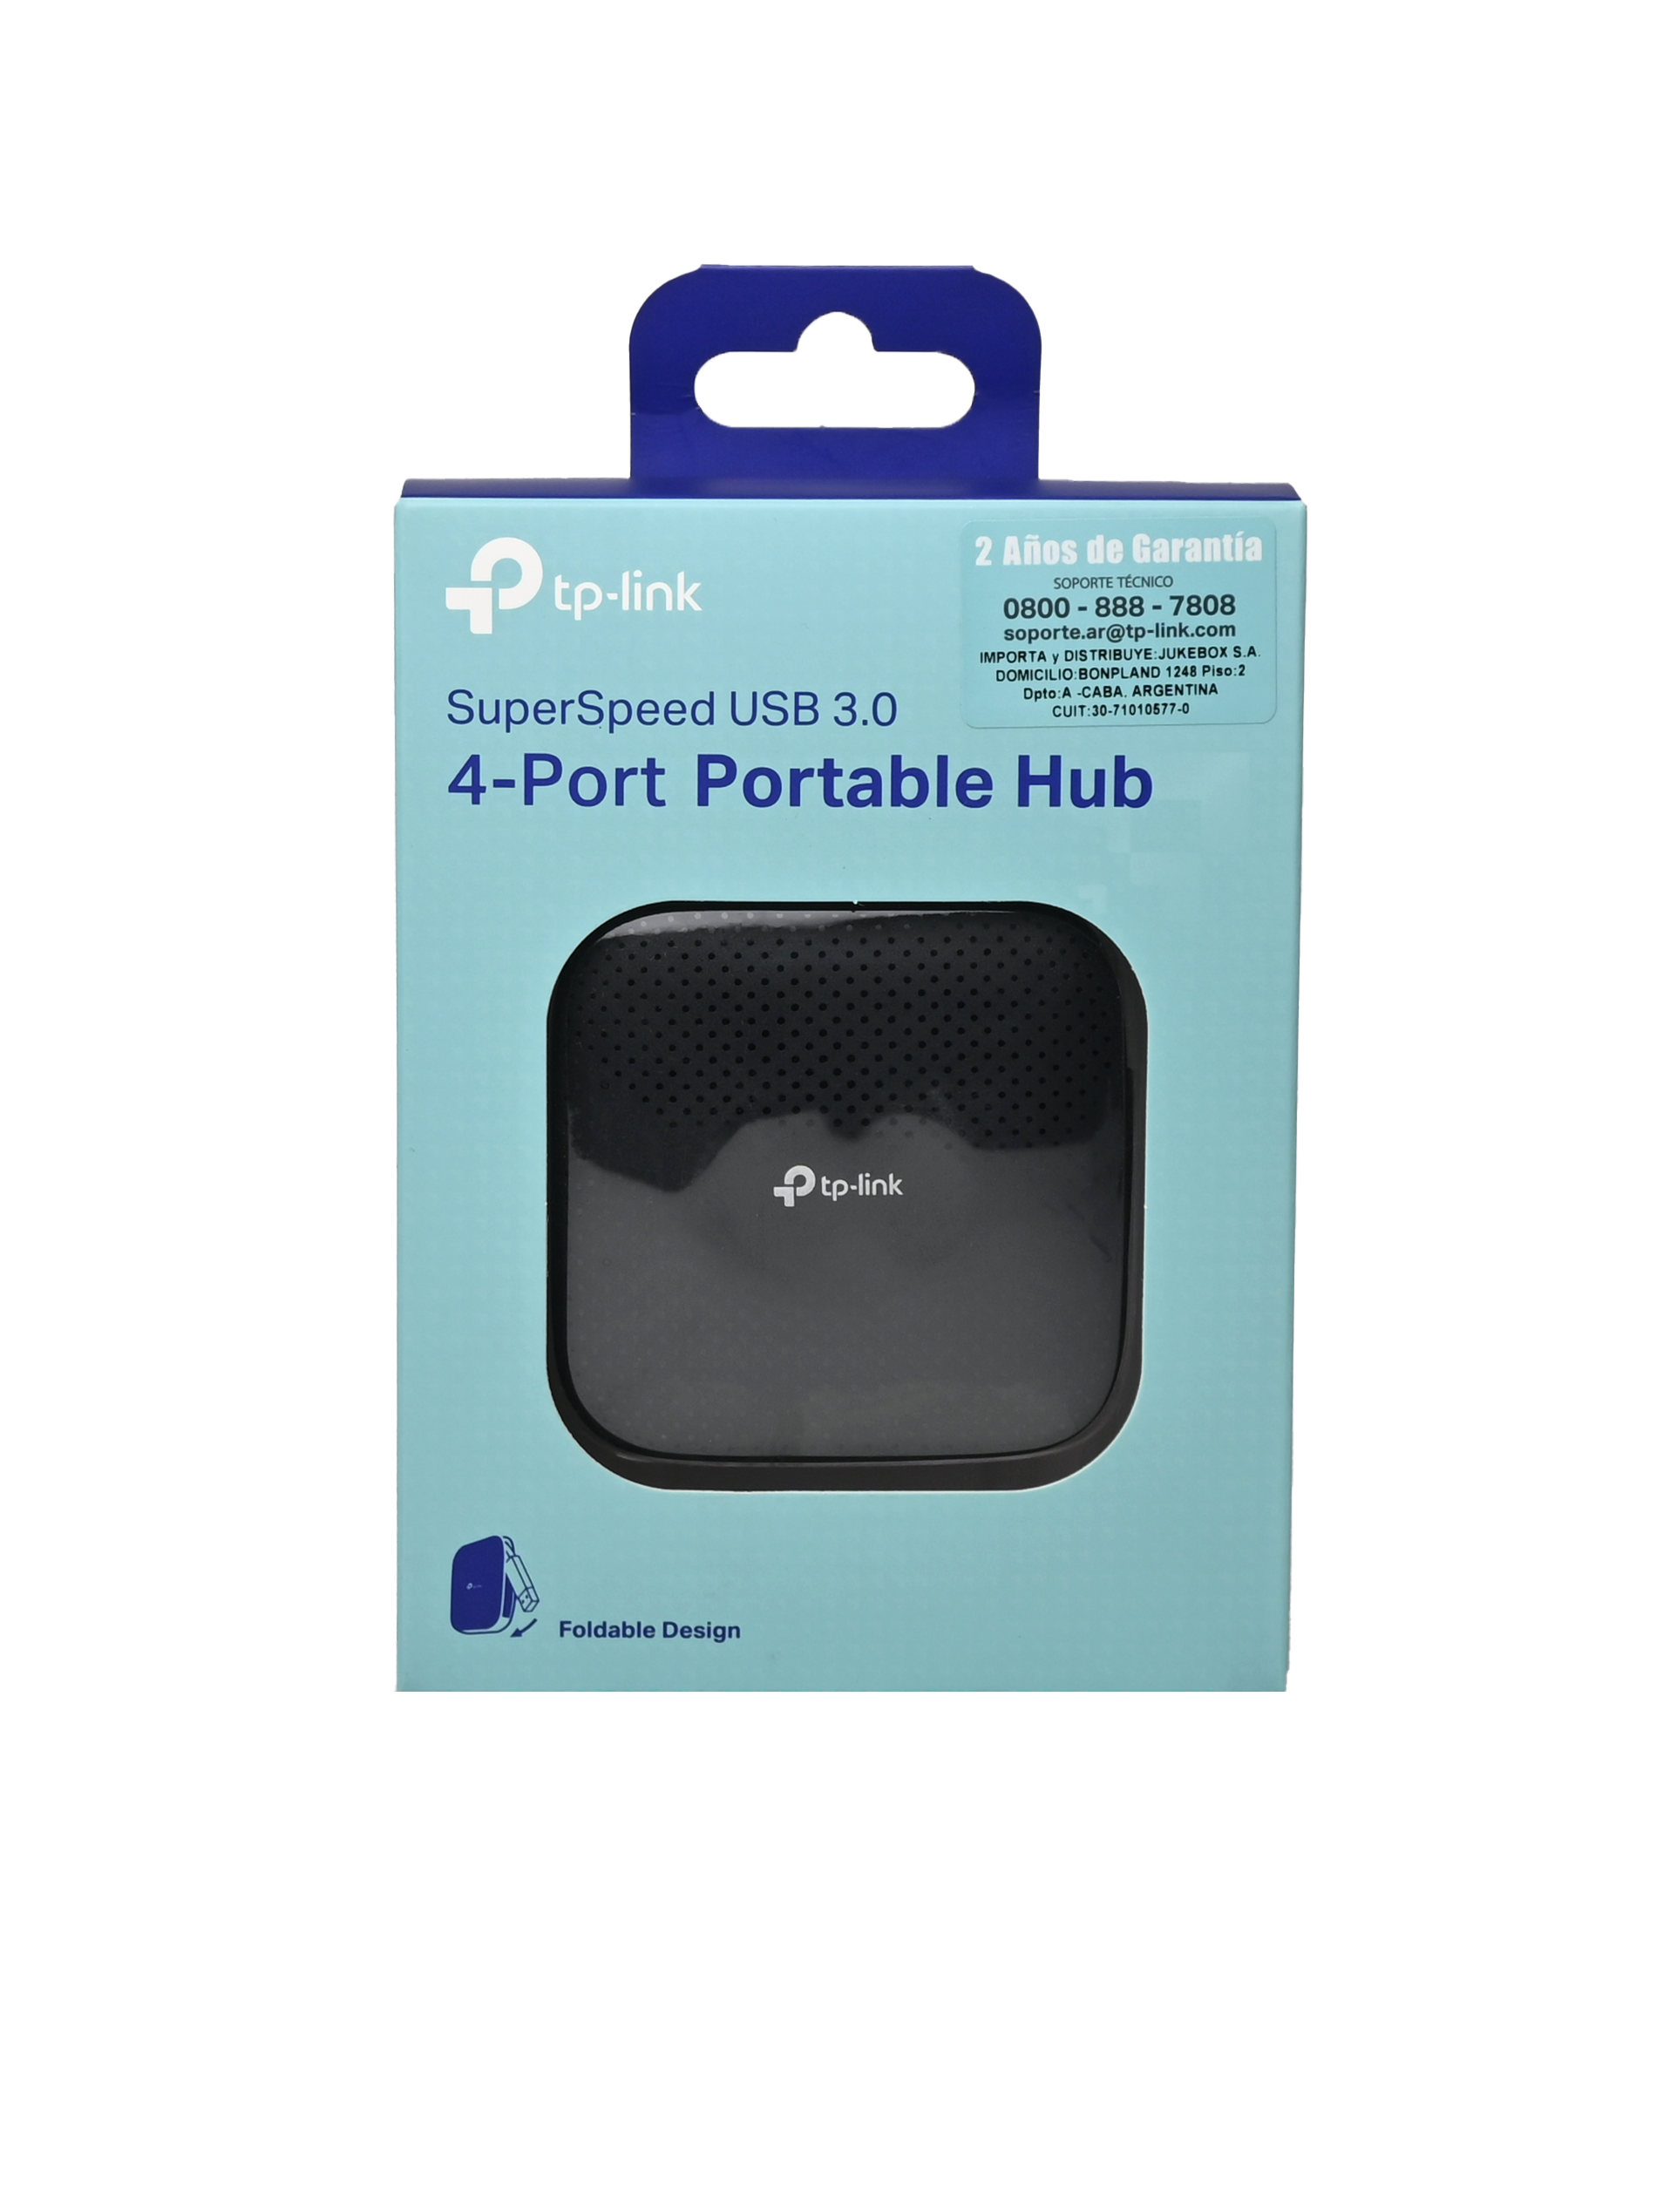 tp-link
2 Años de Garantía
SOPORTE TÉCNICO
0800 - 888 - 7808
soporte.ar@tp-link.com
IMPORTA y DISTRIBUYE:JUKEBOX S.A.
DOMICILIO:BONPLAND 1248 Piso:2
Dpto:A -CABA. ARGENTINA
CUIT:30-71010577-0
SuperSpeed USB 3.0
4-Port Portable Hub
tp-link
Foldable Design